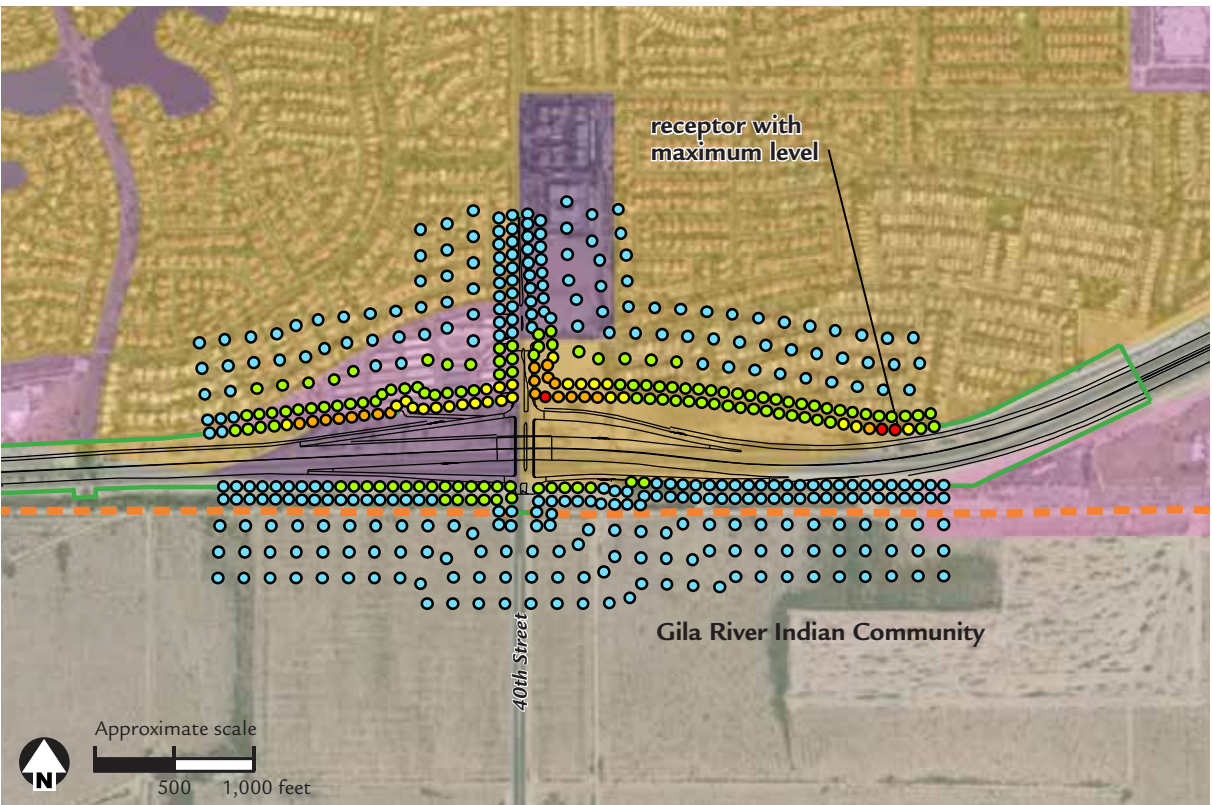 receptor with
maximum level
40th Street
Gila River Indian Community
Approximate scale
500 1,000 feet
N